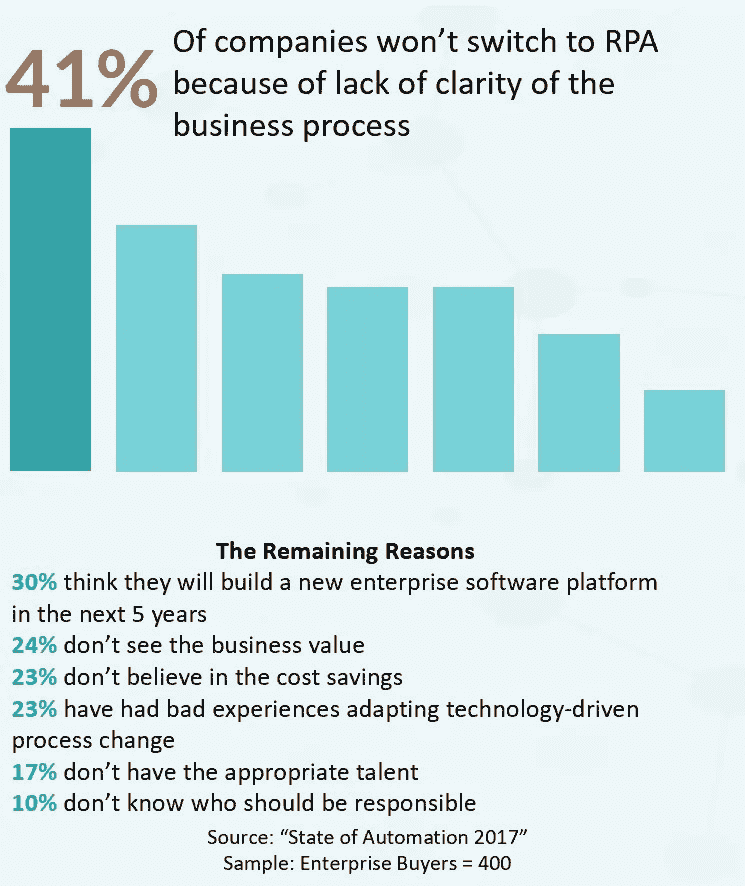 41%
Of companies won’t switch to RPA
because of lack of clarity of the
business process
The Remaining Reasons
30% think they will build a new enterprise software platform
in the next 5 years
24% don’t see the business value
23% don’t believe in the cost savings
23% have had bad experiences adapting technology-driven
process change
17% don’t have the appropriate talent
10% don’t know who should be responsible
Source: “State of Automation 2017”
Sample: Enterprise Buyers = 400